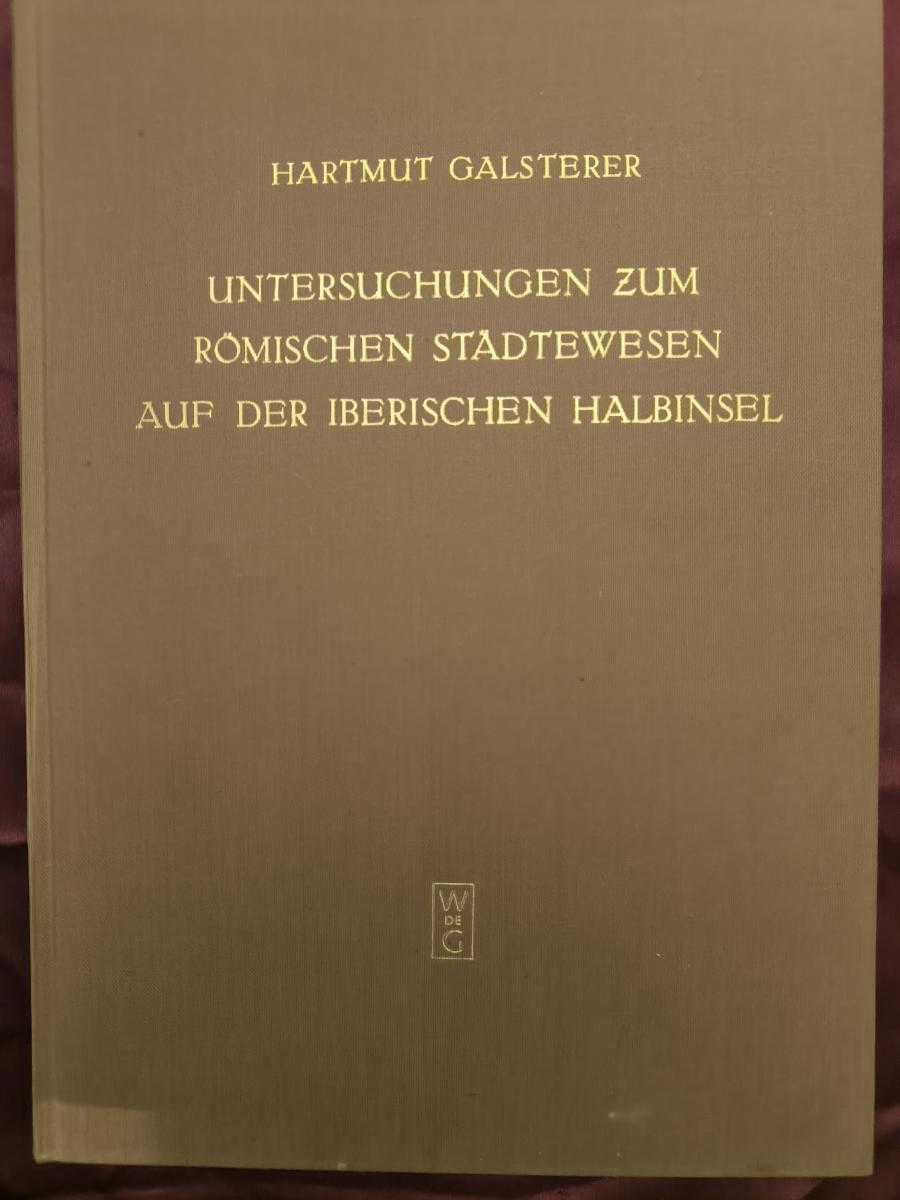 HARTMUT GALSTERER
UNTERSUCHUNGEN ZUM
RÖMISCHEN STÄDTEWESEN
AUF DER IBERISCHEN HALBINSEL
W
DE
G